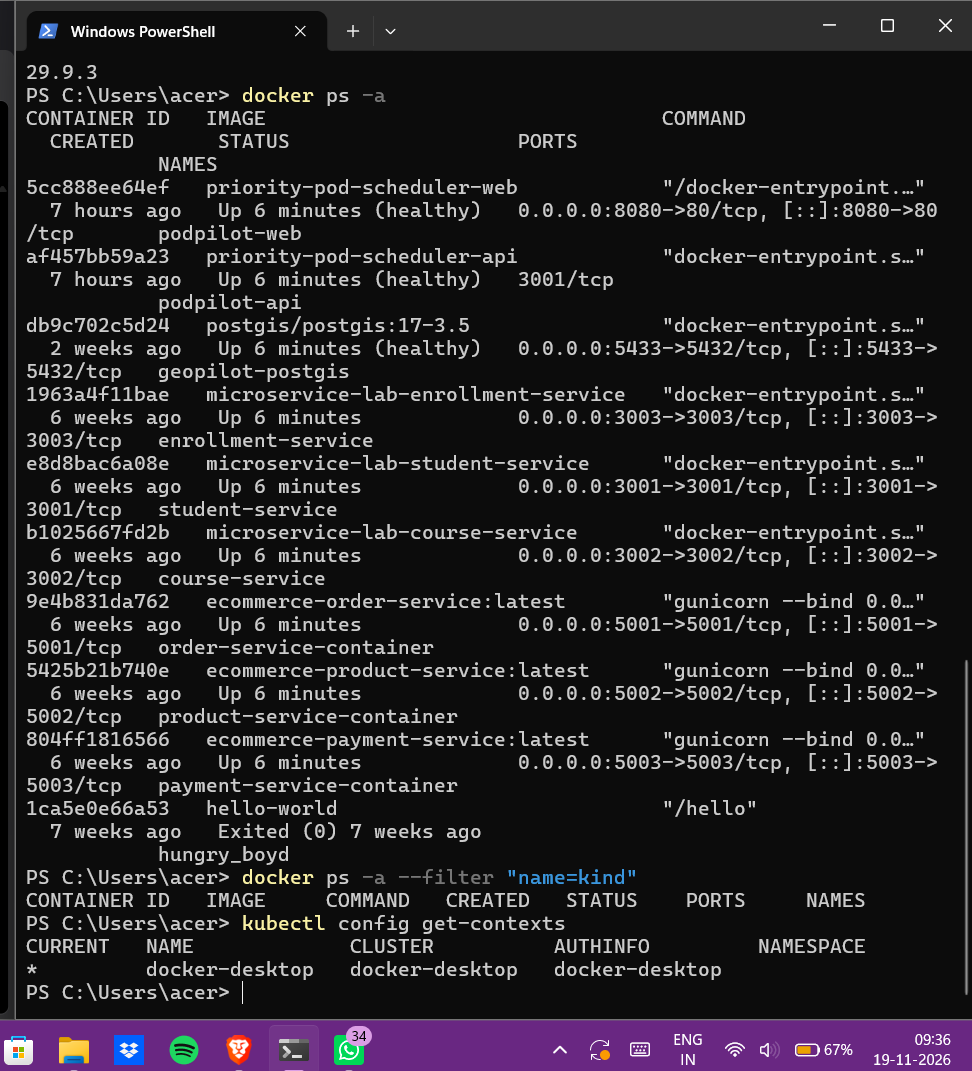 Windows PowerShell
29.9.3
PS C:\Users\acer> docker ps -a
CONTAINER ID   IMAGE                                 COMMAND
  CREATED       STATUS                   PORTS
           NAMES
5cc888ee64ef   priority-pod-scheduler-web            "/docker-entrypoint.…"
  7 hours ago   Up 6 minutes (healthy)   0.0.0.0:8080->80/tcp, [::]:8080->80
/tcp       podpilot-web
af457bb59a23   priority-pod-scheduler-api            "docker-entrypoint.s…"
  7 hours ago   Up 6 minutes (healthy)   3001/tcp
           podpilot-api
db9c702c5d24   postgis/postgis:17-3.5                "docker-entrypoint.s…"
  2 weeks ago   Up 6 minutes (healthy)   0.0.0.0:5433->5432/tcp, [::]:5433->
5432/tcp   geopilot-postgis
1963a4f11bae   microservice-lab-enrollment-service   "docker-entrypoint.s…"
  6 weeks ago   Up 6 minutes             0.0.0.0:3003->3003/tcp, [::]:3003->
3003/tcp   enrollment-service
e8d8bac6a08e   microservice-lab-student-service      "docker-entrypoint.s…"
  6 weeks ago   Up 6 minutes             0.0.0.0:3001->3001/tcp, [::]:3001->
3001/tcp   student-service
b1025667fd2b   microservice-lab-course-service       "docker-entrypoint.s…"
  6 weeks ago   Up 6 minutes             0.0.0.0:3002->3002/tcp, [::]:3002->
3002/tcp   course-service
9e4b831da762   ecommerce-order-service:latest        "gunicorn --bind 0.0…"
  6 weeks ago   Up 6 minutes             0.0.0.0:5001->5001/tcp, [::]:5001->
5001/tcp   order-service-container
5425b21b740e   ecommerce-product-service:latest      "gunicorn --bind 0.0…"
  6 weeks ago   Up 6 minutes             0.0.0.0:5002->5002/tcp, [::]:5002->
5002/tcp   product-service-container
804ff1816566   ecommerce-payment-service:latest      "gunicorn --bind 0.0…"
  6 weeks ago   Up 6 minutes             0.0.0.0:5003->5003/tcp, [::]:5003->
5003/tcp   payment-service-container
1ca5e0e66a53   hello-world                           "/hello"
  7 weeks ago   Exited (0) 7 weeks ago
           hungry_boyd
PS C:\Users\acer> docker ps -a --filter "name=kind"
CONTAINER ID   IMAGE     COMMAND   CREATED   STATUS    PORTS     NAMES
PS C:\Users\acer> kubectl config get-contexts
CURRENT   NAME             CLUSTER          AUTHINFO         NAMESPACE
*         docker-desktop   docker-desktop   docker-desktop
PS C:\Users\acer>
34
ENG
IN
67%
09:36
19-11-2026